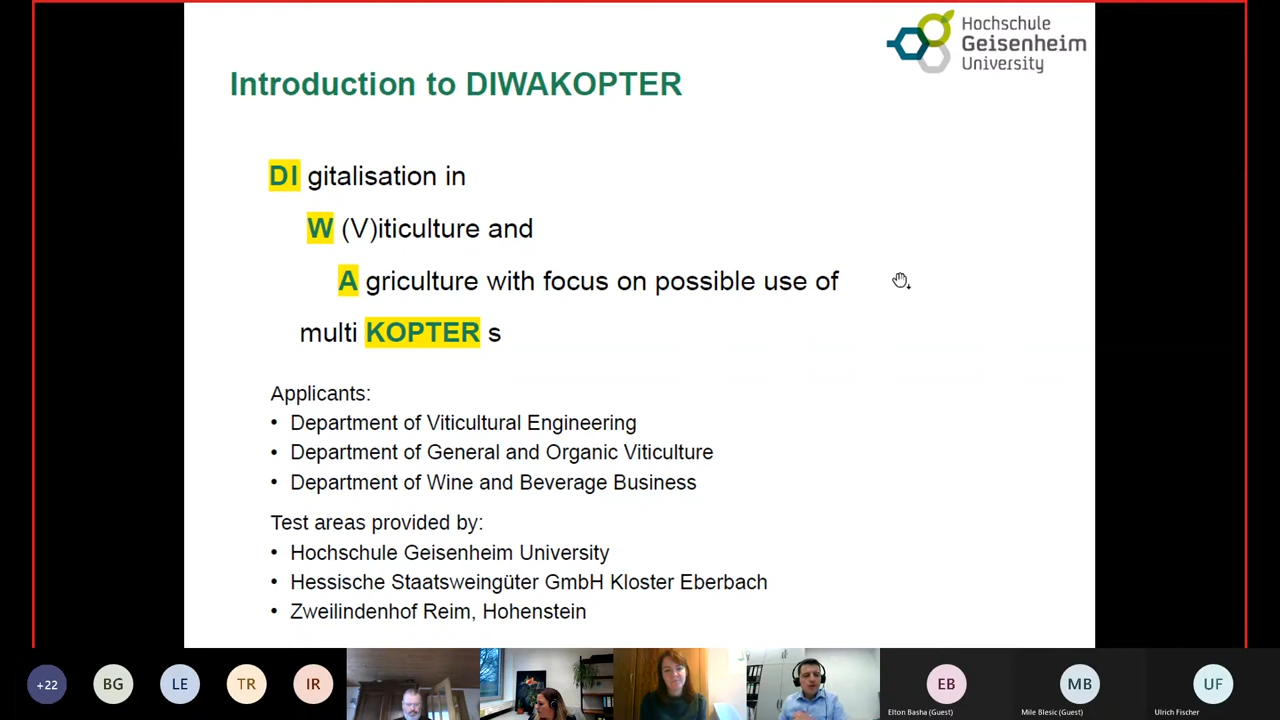 Hochschule
Geisenheim
University
Introduction to DIWAKOPTER
DI gitalisation in
W (V)iticulture and
A griculture with focus on possible use of
multi KOPTER s
Applicants:
• Department of Viticultural Engineering
• Department of General and Organic Viticulture
• Department of Wine and Beverage Business
Test areas provided by:
• Hochschule Geisenheim University
• Hessische Staatsweingüter GmbH Kloster Eberbach
• Zweilindenhof Reim, Hohenstein
+22 BG LE TR IR EB MB UF
Elton Basha (Guest) Mile Blesic (Guest) Ulrich Fischer